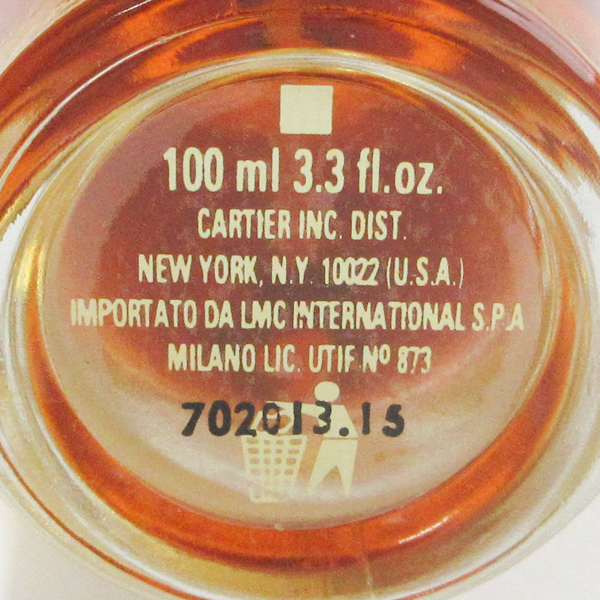 100 ml 3.3 fl.oz.
CARTIER INC. DIST.
NEW YORK, N.Y. 10022 (U.S.A.)
IMPORTATO DA LMC INTERNATIONAL S.P.A
MILANO LIC. UTIF Nº 873
702013.15